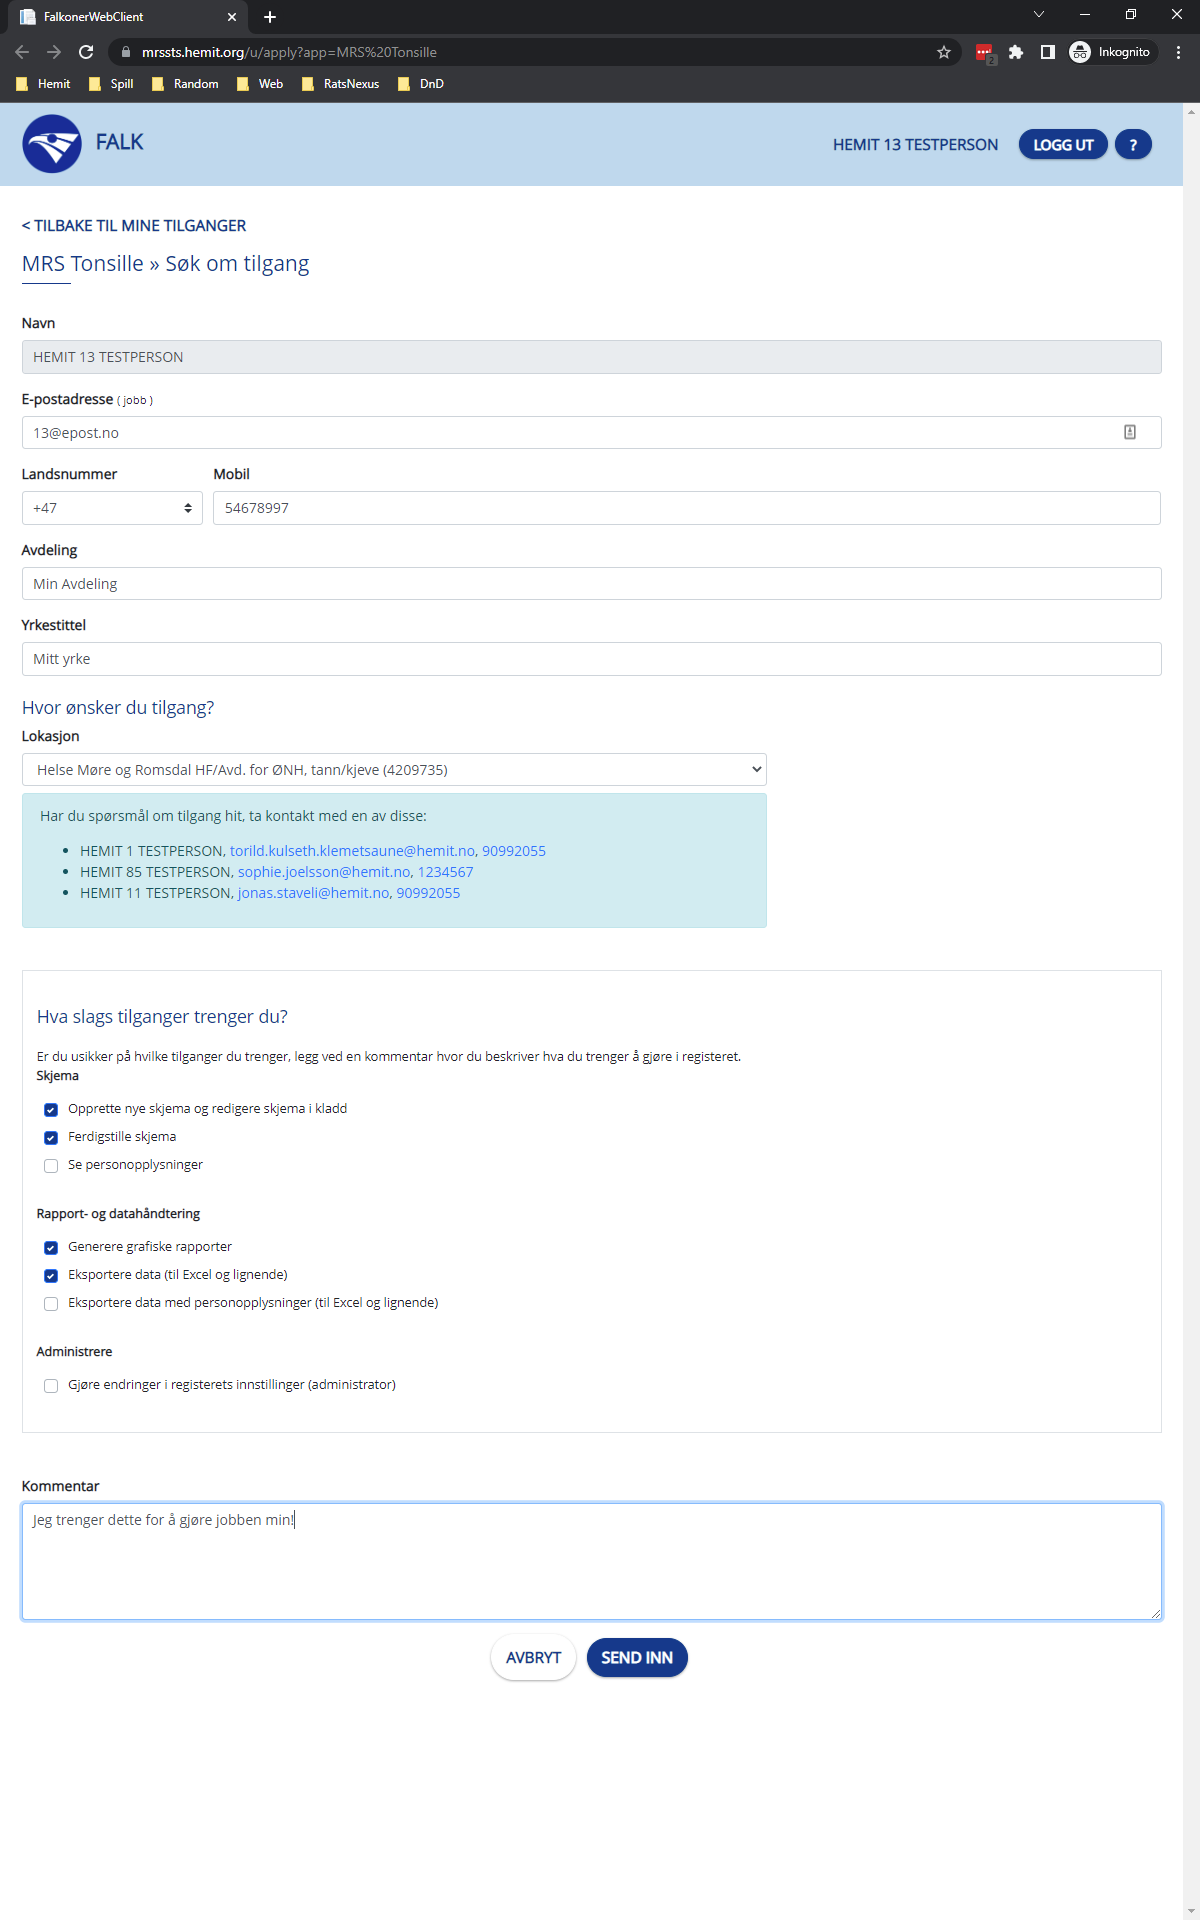 FalkonerWebClient
mrssts.hemit.org/u/apply?app=MRS%20Tonsille
2
Inkognito
Hemit Spill Random Web RatsNexus DnD
FALK
HEMIT 13 TESTPERSON LOGG UT ?
< TILBAKE TIL MINE TILGANGER
MRS Tonsille » Søk om tilgang
Navn
HEMIT 13 TESTPERSON
E-postadresse ( jobb )
13@epost.no
Landsnummer Mobil
+47 54678997
Avdeling
Min Avdeling
Yrkestittel
Mitt yrke
Hvor ønsker du tilgang?
Lokasjon
Helse Møre og Romsdal HF/Avd. for ØNH, tann/kjeve (4209735)
Har du spørsmål om tilgang hit, ta kontakt med en av disse:
• HEMIT 1 TESTPERSON, torild.kulseth.klemetsaune@hemit.no, 90992055
• HEMIT 85 TESTPERSON, sophie.joelsson@hemit.no, 1234567
• HEMIT 11 TESTPERSON, jonas.staveli@hemit.no, 90992055
Hva slags tilganger trenger du?
Er du usikker på hvilke tilganger du trenger, legg ved en kommentar hvor du beskriver hva du trenger å gjøre i registeret.
Skjema
Opprette nye skjema og redigere skjema i kladd
Ferdigstille skjema
Se personopplysninger
Rapport- og datahåndtering
Generere grafiske rapporter
Eksportere data (til Excel og lignende)
Eksportere data med personopplysninger (til Excel og lignende)
Administrere
Gjøre endringer i registerets innstillinger (administrator)
Kommentar
Jeg trenger dette for å gjøre jobben min!
AVBRYT SEND INN